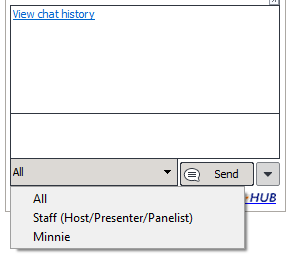 View chat history
All
Send
HUB
All
Staff (Host/Presenter/Panelist)
Minnie